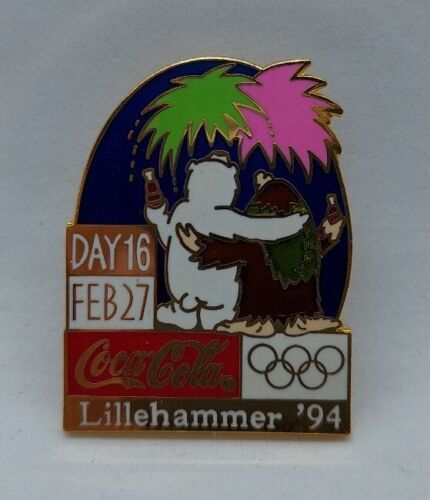 DAY 16
FEB 27
Coca-Cola®
Lillehammer '94